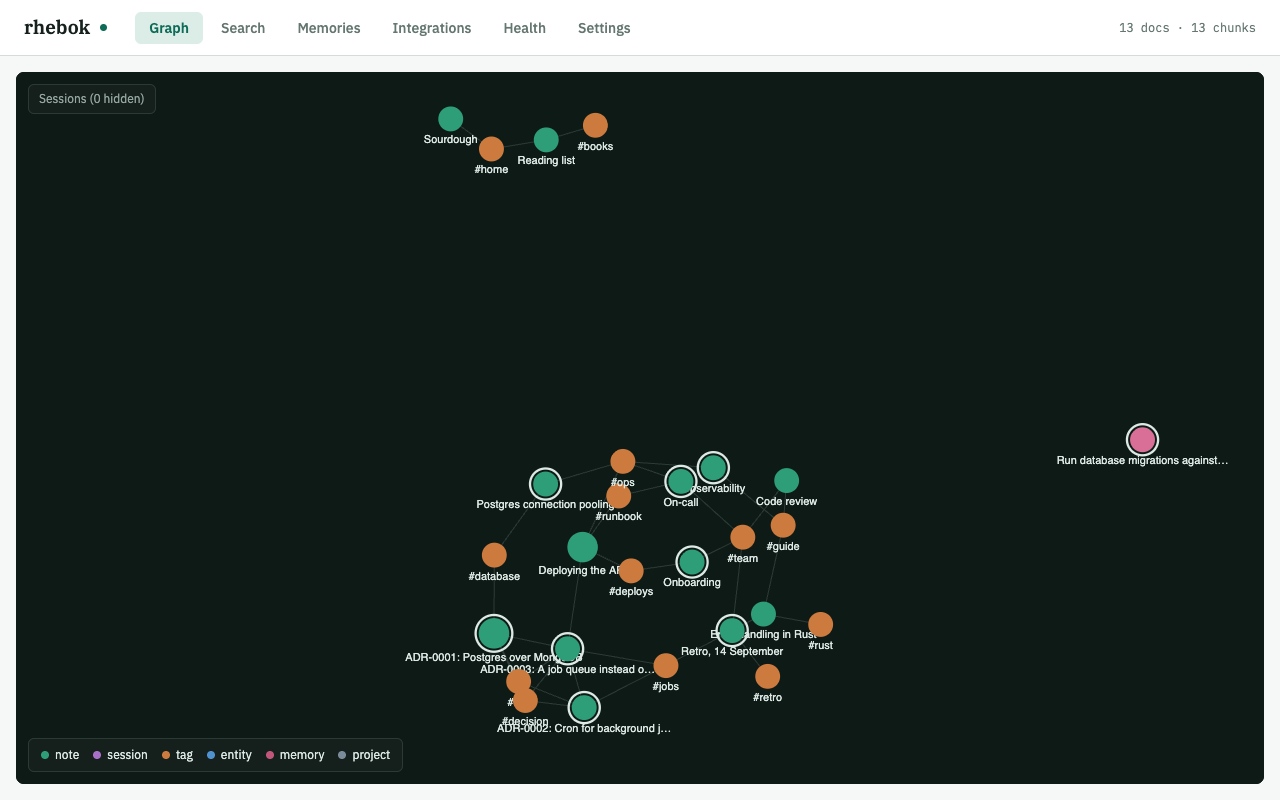 rhebok
Graph
Search
Memories
Integrations
Health
Settings
13 docs · 13 chunks
Sessions (0 hidden)
Sourdough
#home
Reading list
#books
Run database migrations against…
#ops
Postgres connection pooling
#runbook
On-call
Code review
#guide
#team
#database
Deploying the
#deploys
Onboarding
in Rust
#rust
Retro, 14 September
ADR-0001: Postgres over
ADR-0003: A job queue instead o…
#jobs
#retro
#decision
ADR-0002: Cron for background j…
note
session
tag
entity
memory
project